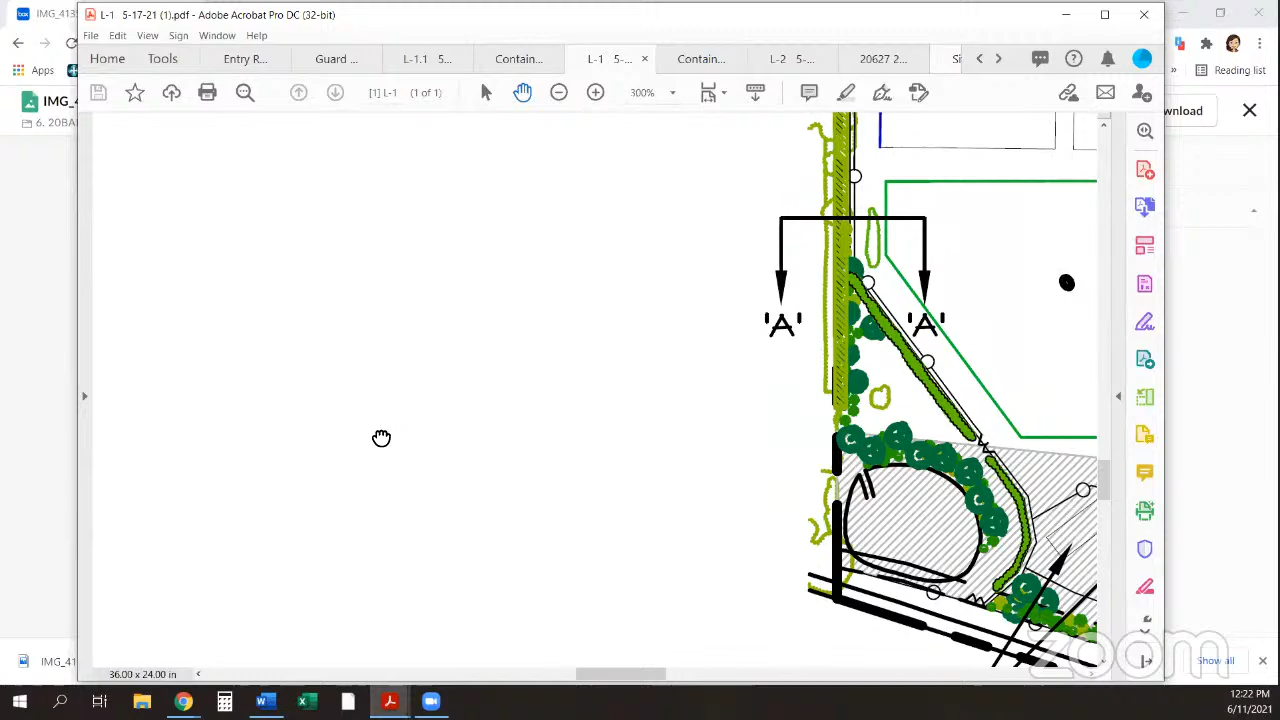 IMG_413
L-1 5-17-21 (1).pdf - Adobe Acrobat Pro DC (32-bit)
File Edit View Sign Window Help
Home Tools Entry R... Guard ... L-1.1 5... Contain... L-1 5-... × Contain... L-2 5-... 20627 2... Si
Apps
Reading list
IMG_4
6. 20BA
wnload
[1] L-1 (1 of 1)
300%
'A' 'A'
36.00 x 24.00 in
zoom
IMG_41
Show all
12:22 PM
6/11/2021